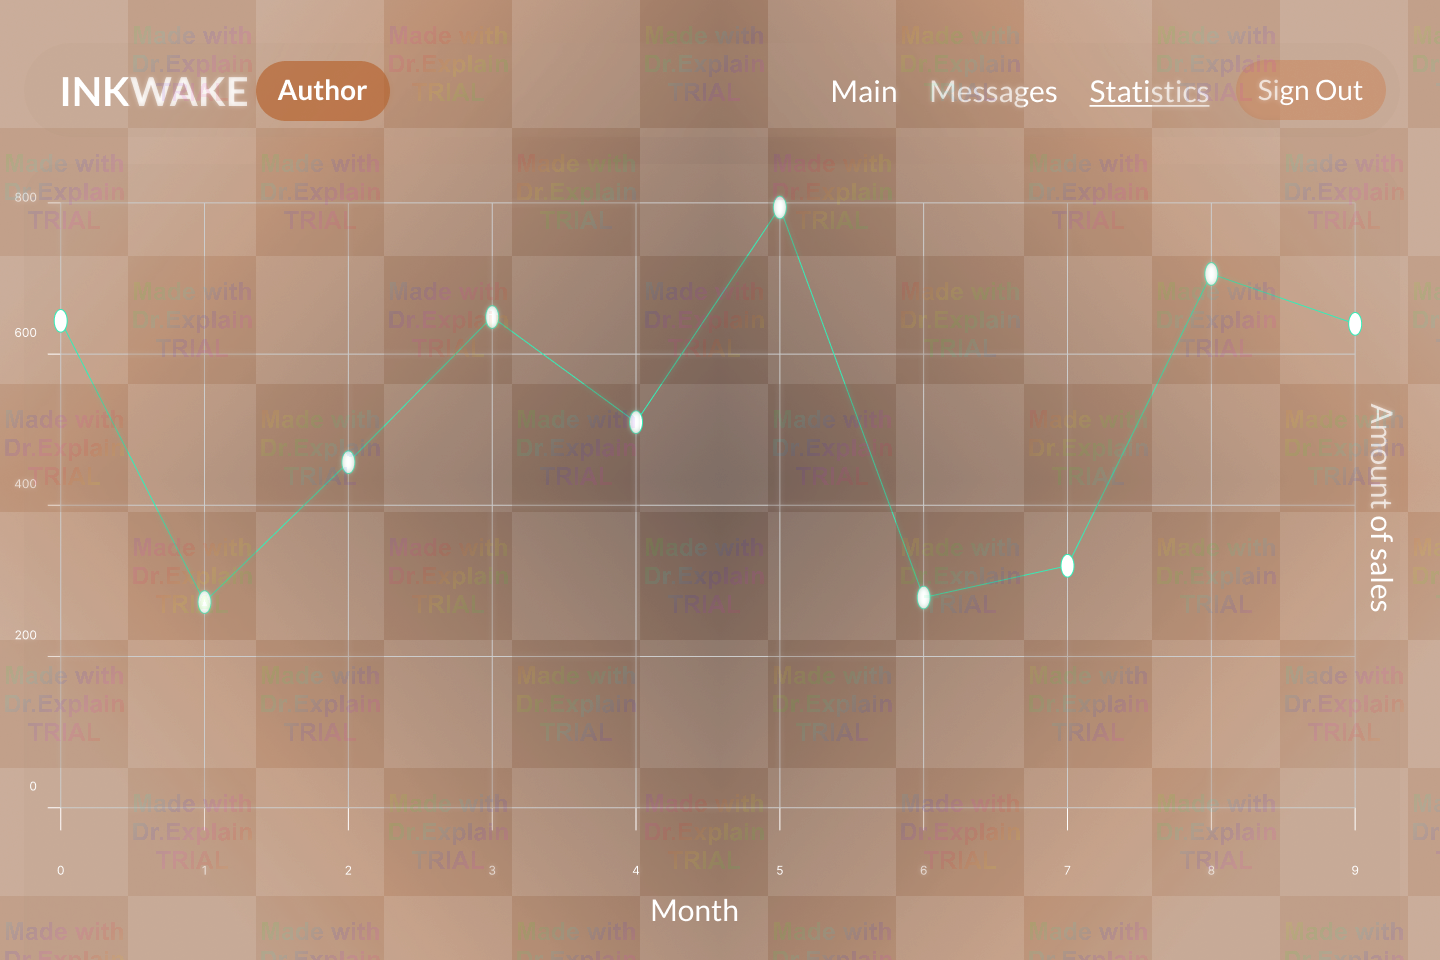 INKWAKE Author Main Messages Statistics Sign Out
800
600
400
200
0
0 1 2 3 4 5 6 7 8 9
Month
Amount of sales
Made with
Dr.Explain
TRIAL